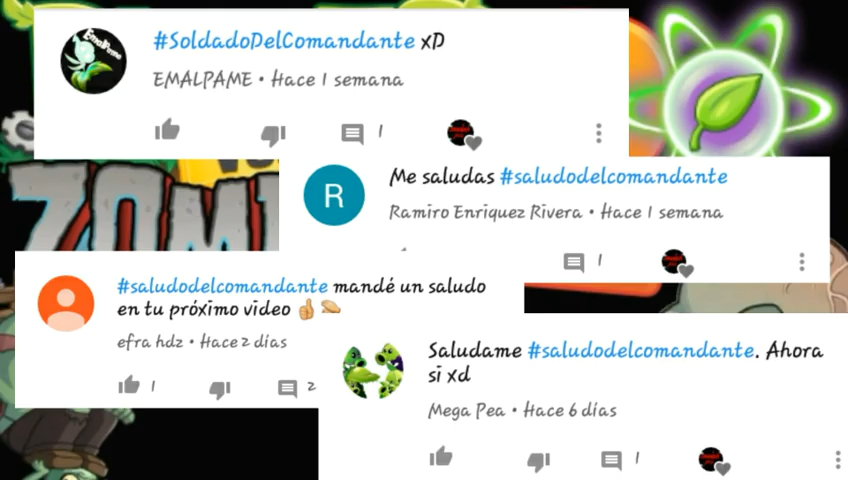 #SoldadoDelComandante xD
EMALPAME • Hace 1 semana
1
ZOMBI
Me saludas #saludodelcomandante
R
Ramiro Enriquez Rivera • Hace 1 semana
1
#saludodelcomandante mandé un saludo
en tu próximo video 👍🏼
efra hdz • Hace 2 días
1 2
Saludame #saludodelcomandante. Ahora
si xd
Mega Pea • Hace 6 días
1